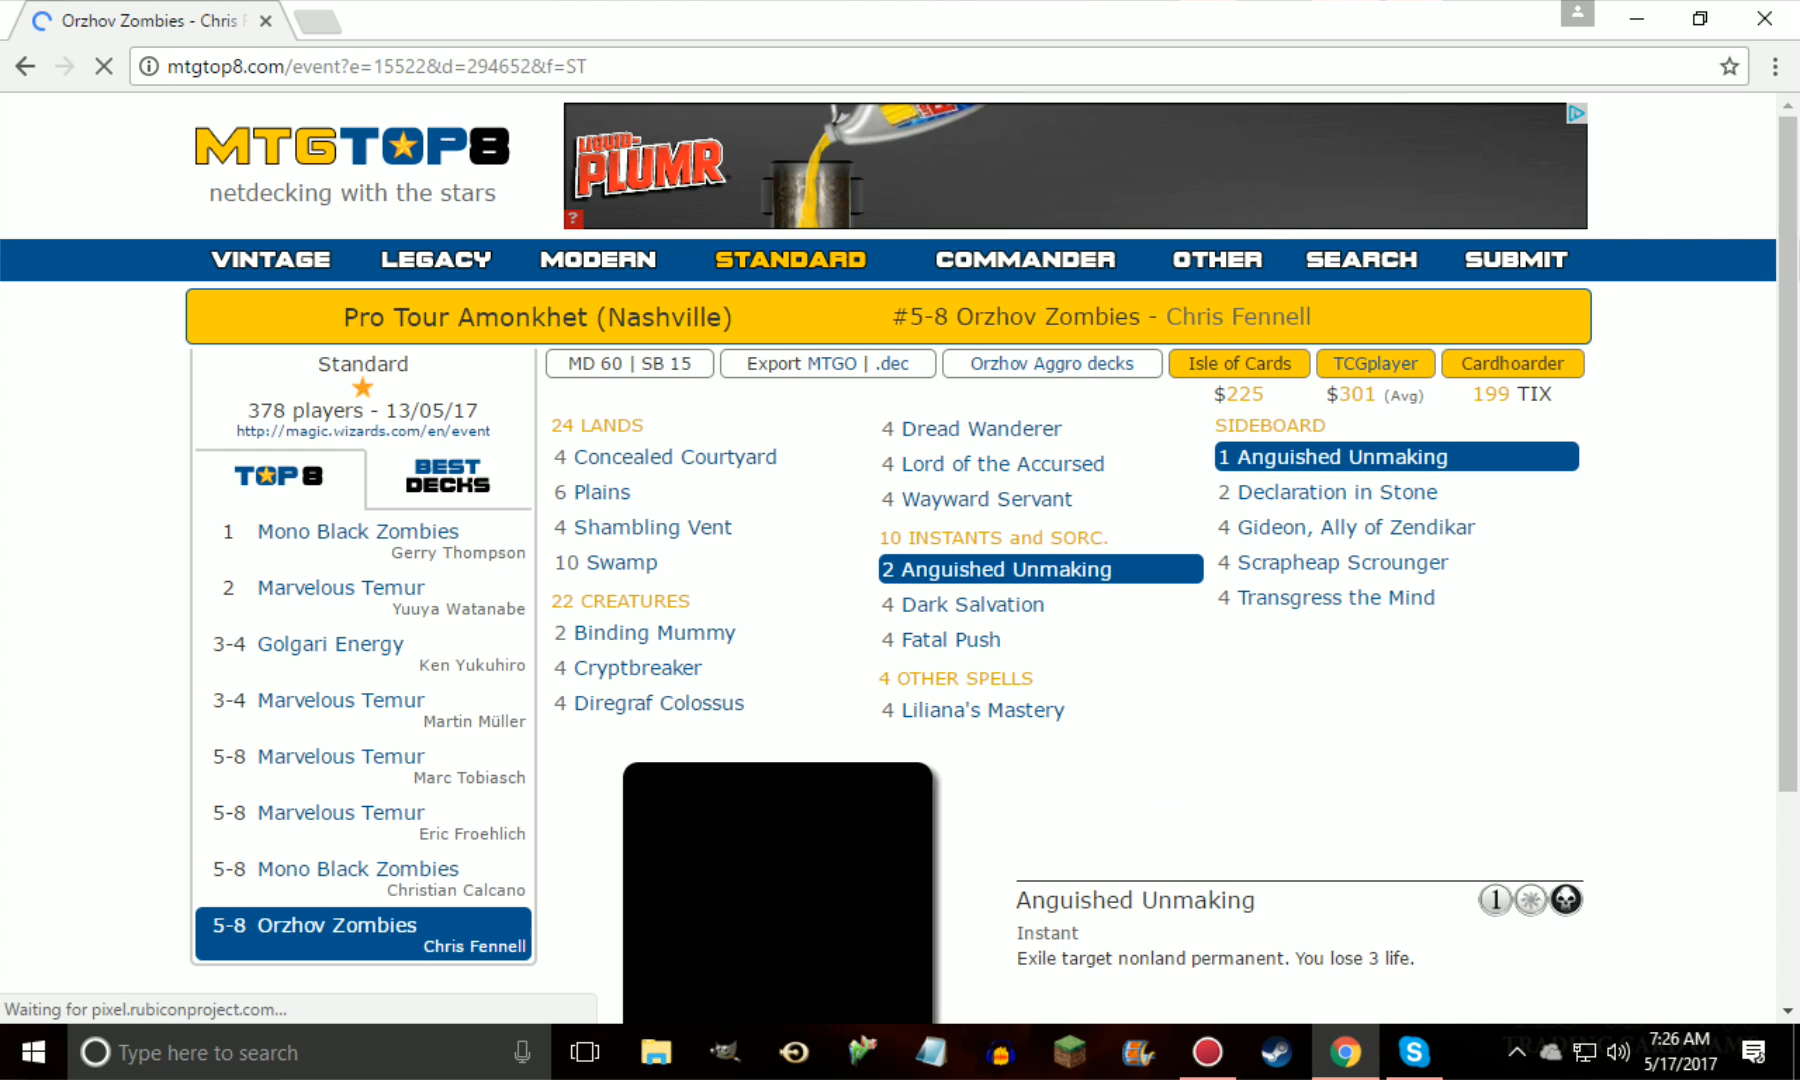 Orzhov Zombies - Chris F
mtgtop8.com/event?e=15522&d=294652&f=ST
MTGTOP8
netdecking with the stars
LIQUID-
PLUMR
?
VINTAGE LEGACY MODERN STANDARD COMMANDER OTHER SEARCH SUBMIT
Pro Tour Amonkhet (Nashville) #5-8 Orzhov Zombies - Chris Fennell
Standard
378 players - 13/05/17
http://magic.wizards.com/en/event
TOP 8
BEST
DECKS
1 Mono Black Zombies
Gerry Thompson
2 Marvelous Temur
Yuuya Watanabe
3-4 Golgari Energy
Ken Yukuhiro
3-4 Marvelous Temur
Martin Müller
5-8 Marvelous Temur
Marc Tobiasch
5-8 Marvelous Temur
Eric Froehlich
5-8 Mono Black Zombies
Christian Calcano
5-8 Orzhov Zombies
Chris Fennell
MD 60 | SB 15 Export MTGO | .dec Orzhov Aggro decks Isle of Cards TCGplayer Cardhoarder
$225 $301 (Avg) 199 TIX
24 LANDS
4 Concealed Courtyard
6 Plains
4 Shambling Vent
10 Swamp
22 CREATURES
2 Binding Mummy
4 Cryptbreaker
4 Diregraf Colossus
4 Dread Wanderer
4 Lord of the Accursed
4 Wayward Servant
10 INSTANTS and SORC.
2 Anguished Unmaking
4 Dark Salvation
4 Fatal Push
4 OTHER SPELLS
4 Liliana's Mastery
SIDEBOARD
1 Anguished Unmaking
2 Declaration in Stone
4 Gideon, Ally of Zendikar
4 Scrapheap Scrounger
4 Transgress the Mind
Anguished Unmaking 1
Instant
Exile target nonland permanent. You lose 3 life.
Waiting for pixel.rubiconproject.com...
Type here to search
7:26 AM
5/17/2017